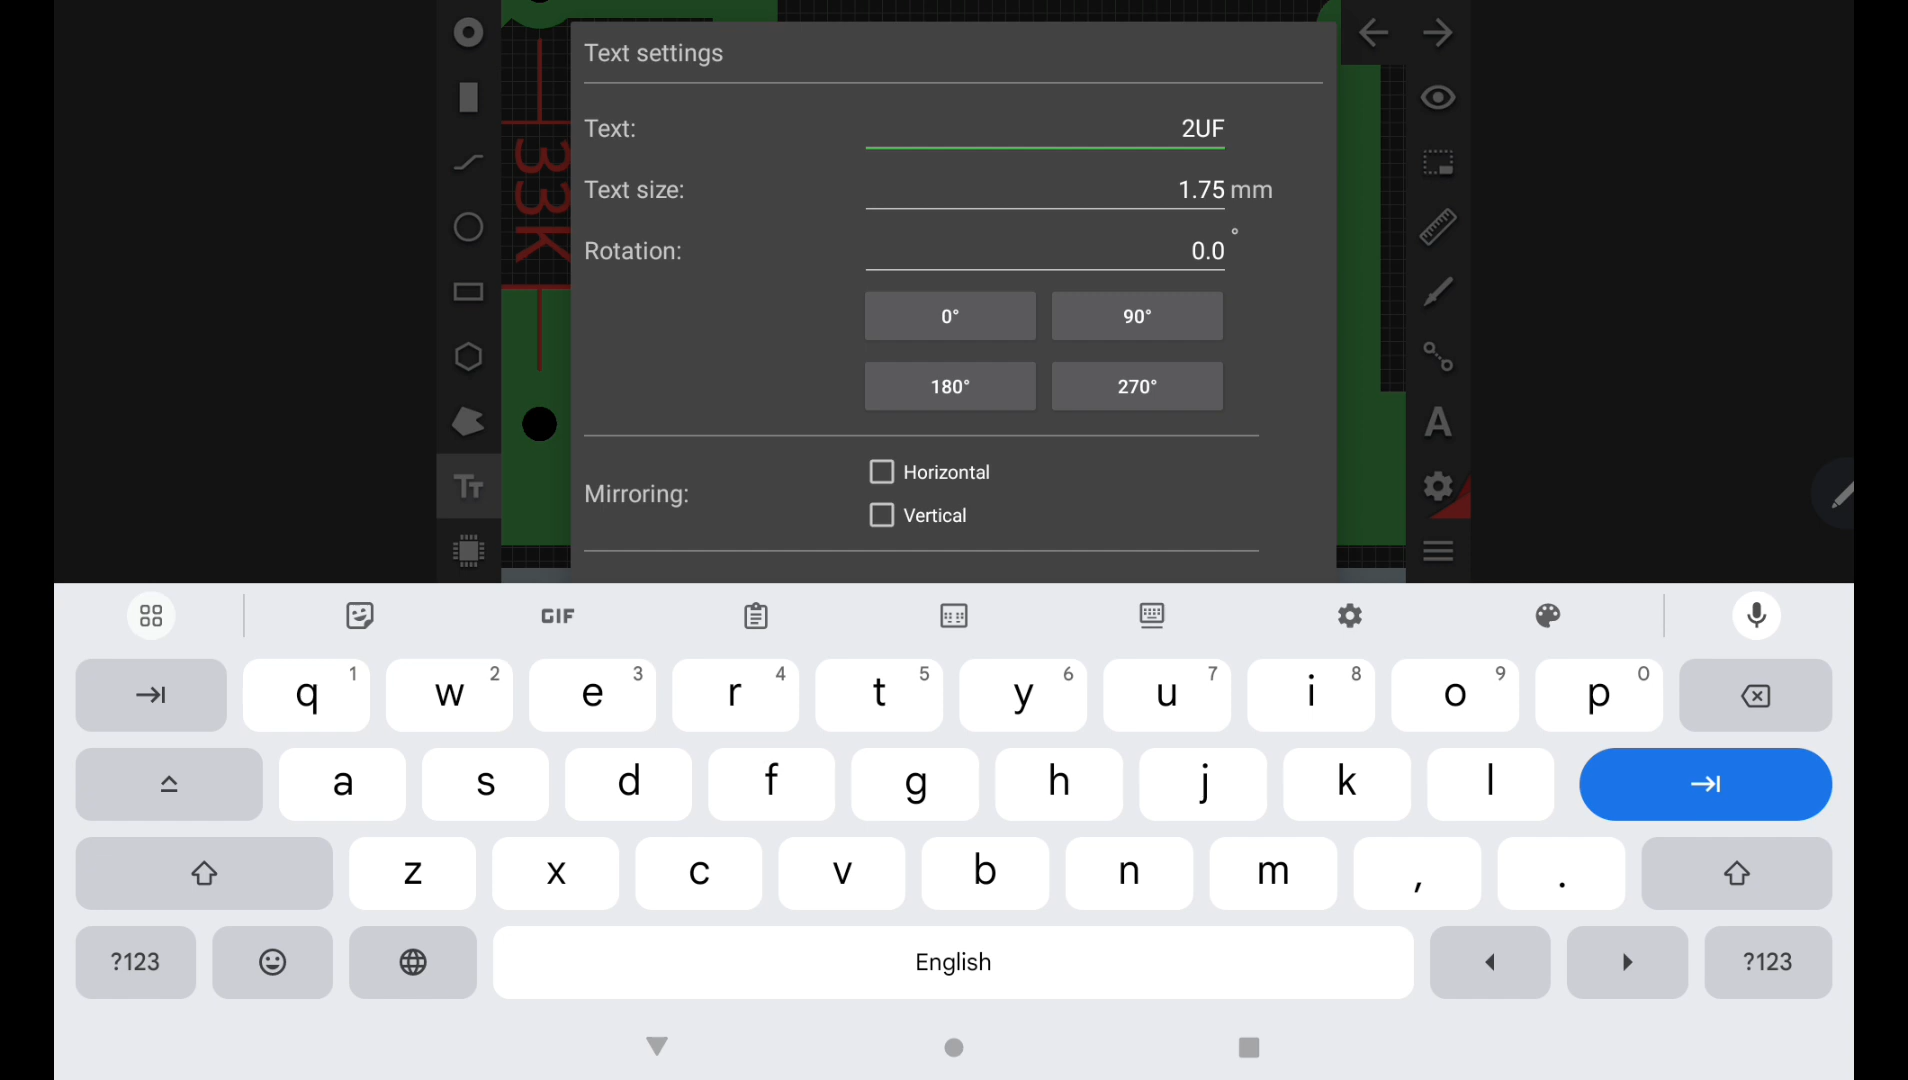 Text settings
Text: 2UF
Text size: 1.75 mm
Rotation: 0.0 °
0° 90°
180° 270°
Mirroring:
Horizontal
Vertical
33K
TT
A
GIF
q 1 w 2 e 3 r 4 t 5 y 6 u 7 i 8 o 9 p 0
a s d f g h j k l
z x c v b n m , .
?123 English ?123